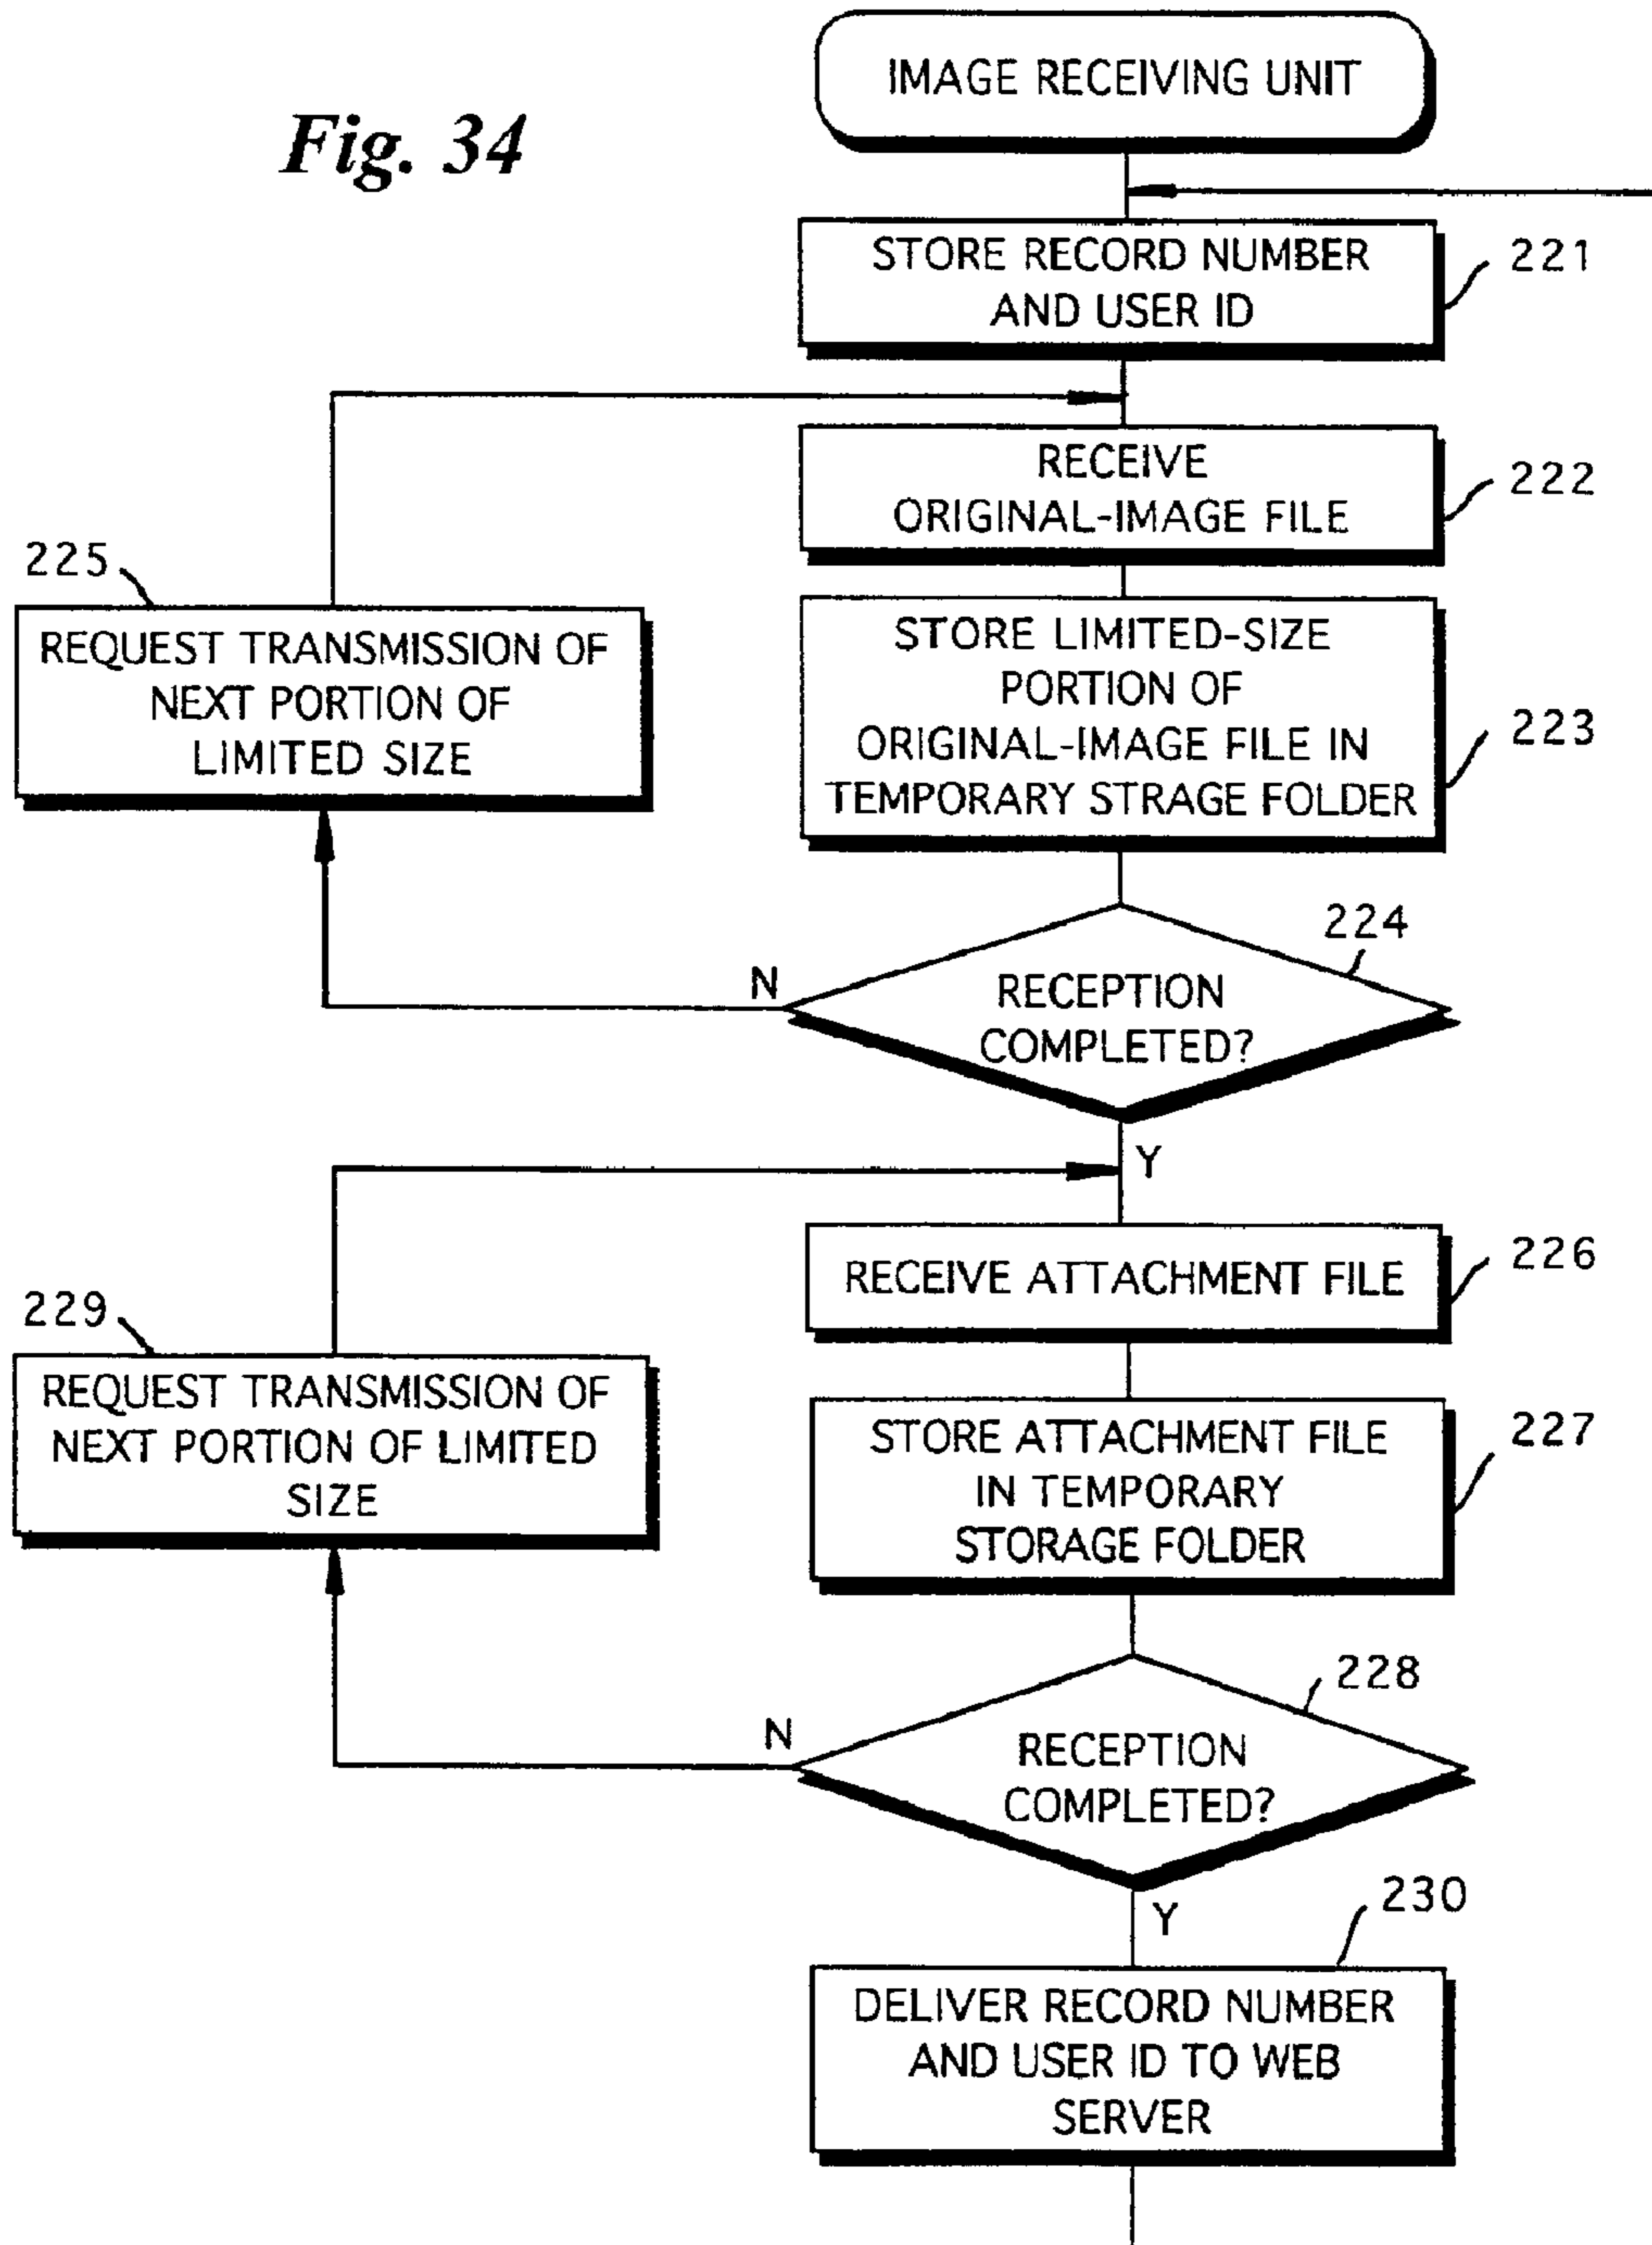 Fig. 34
IMAGE RECEIVING UNIT
STORE RECORD NUMBER
AND USER ID
221
RECEIVE
ORIGINAL-IMAGE FILE
222
225
REQUEST TRANSMISSION OF
NEXT PORTION OF
LIMITED SIZE
STORE LIMITED-SIZE
PORTION OF
ORIGINAL-IMAGE FILE IN
TEMPORARY STRAGE FOLDER
223
224
N
RECEPTION
COMPLETED?
Y
RECEIVE ATTACHMENT FILE
226
229
REQUEST TRANSMISSION OF
NEXT PORTION OF LIMITED
SIZE
STORE ATTACHMENT FILE
IN TEMPORARY
STORAGE FOLDER
227
228
N
RECEPTION
COMPLETED?
Y
230
DELIVER RECORD NUMBER
AND USER ID TO WEB
SERVER